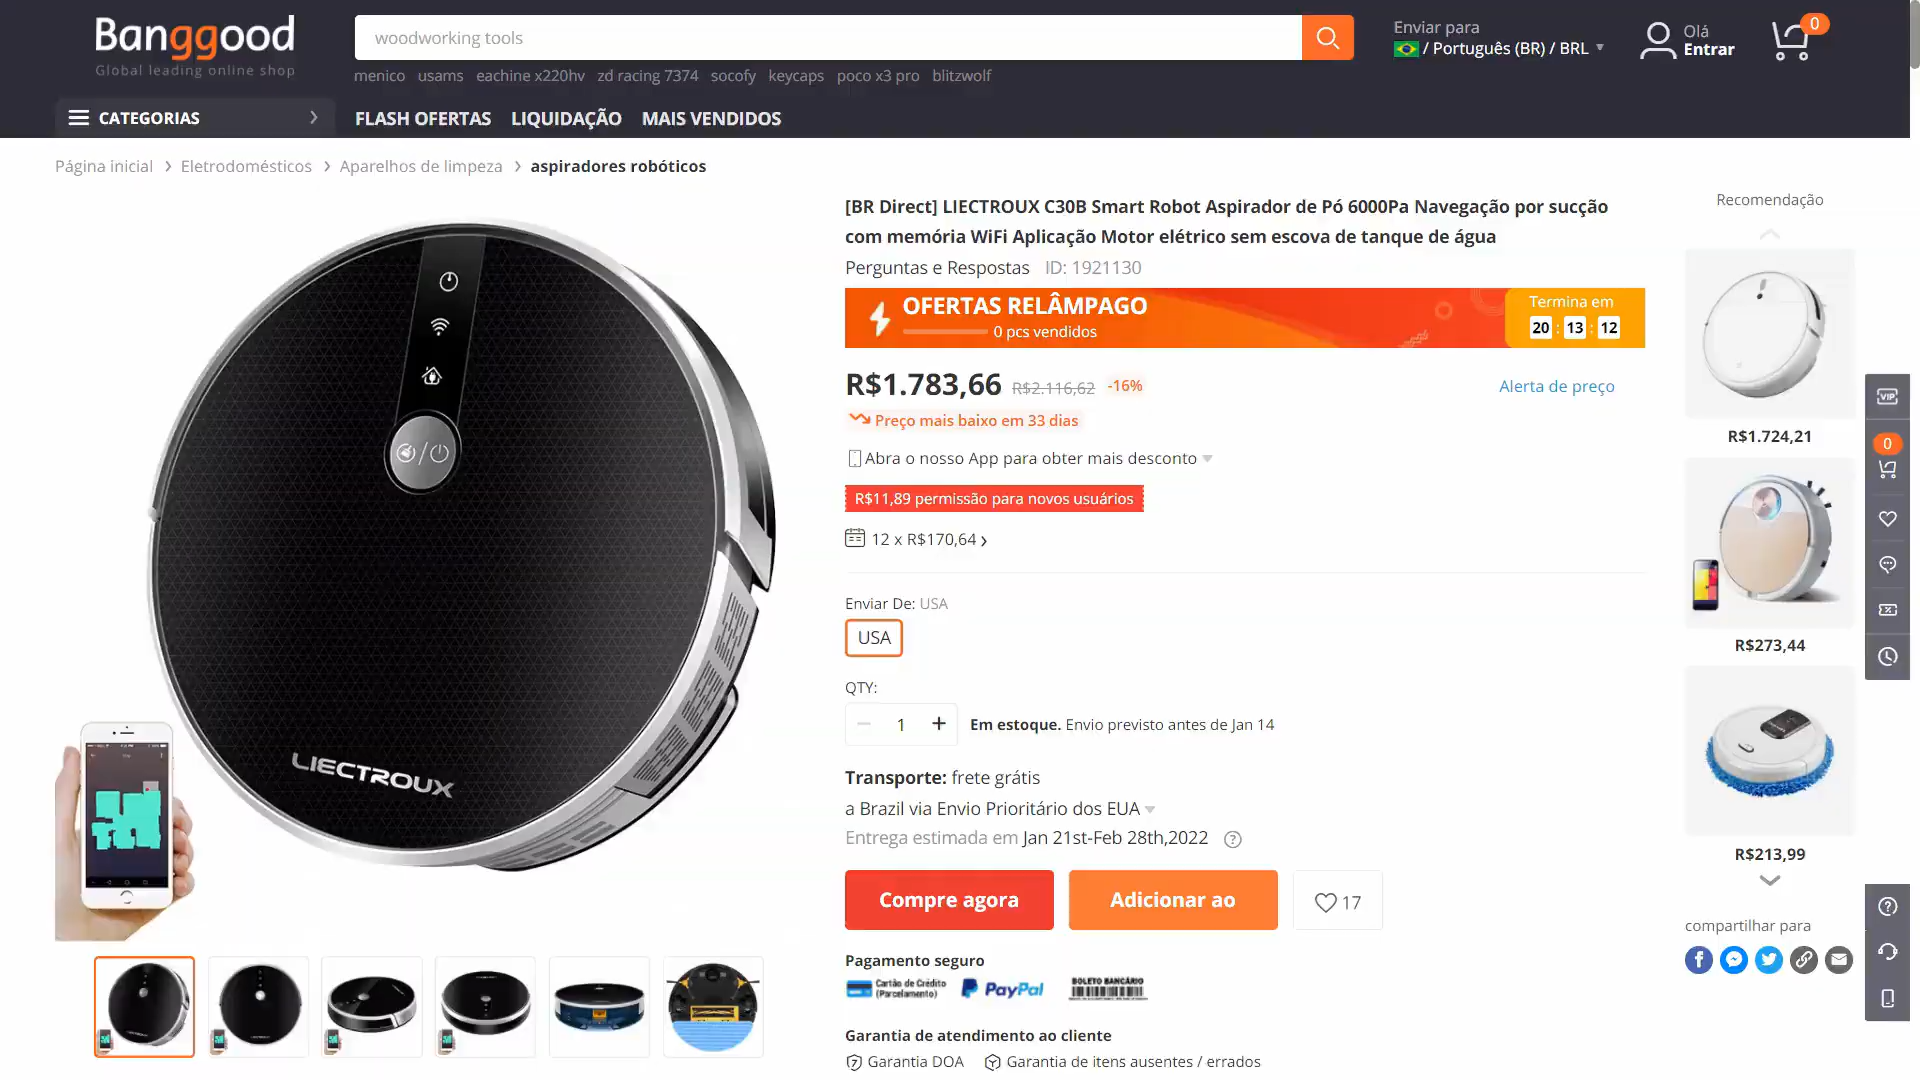 Banggood
Global leading online shop
woodworking tools
menico usams eachine x220hv zd racing 7374 socofy keycaps poco x3 pro blitzwolf
Enviar para
/ Português (BR) / BRL
Olá
Entrar
0
CATEGORIAS
FLASH OFERTAS LIQUIDAÇÃO MAIS VENDIDOS
Página inicial > Eletrodomésticos > Aparelhos de limpeza > aspiradores robóticos
LIECTROUX
[BR Direct] LIECTROUX C30B Smart Robot Aspirador de Pó 6000Pa Navegação por sucção
com memória WiFi Aplicação Motor elétrico sem escova de tanque de água
Perguntas e Respostas ID: 1921130
OFERTAS RELÂMPAGO
0 pcs vendidos
Termina em
20 : 13 : 12
R$1.783,66 R$2.116,62 -16%
Alerta de preço
Preço mais baixo em 33 dias
Abra o nosso App para obter mais desconto
R$11,89 permissão para novos usuários
12 x R$170,64 >
Enviar De: USA
USA
QTY:
1
Em estoque. Envio previsto antes de Jan 14
Transporte: frete grátis
a Brazil via Envio Prioritário dos EUA
Entrega estimada em Jan 21st-Feb 28th,2022
Compre agora
Adicionar ao
17
Pagamento seguro
Cartão de Crédito
(Parcelamento)
PayPal
BOLETO BANCÁRIO
Garantia de atendimento ao cliente
Garantia DOA
Garantia de itens ausentes / errados
Recomendação
R$1.724,21
R$273,44
R$213,99
compartilhar para
VIP
0